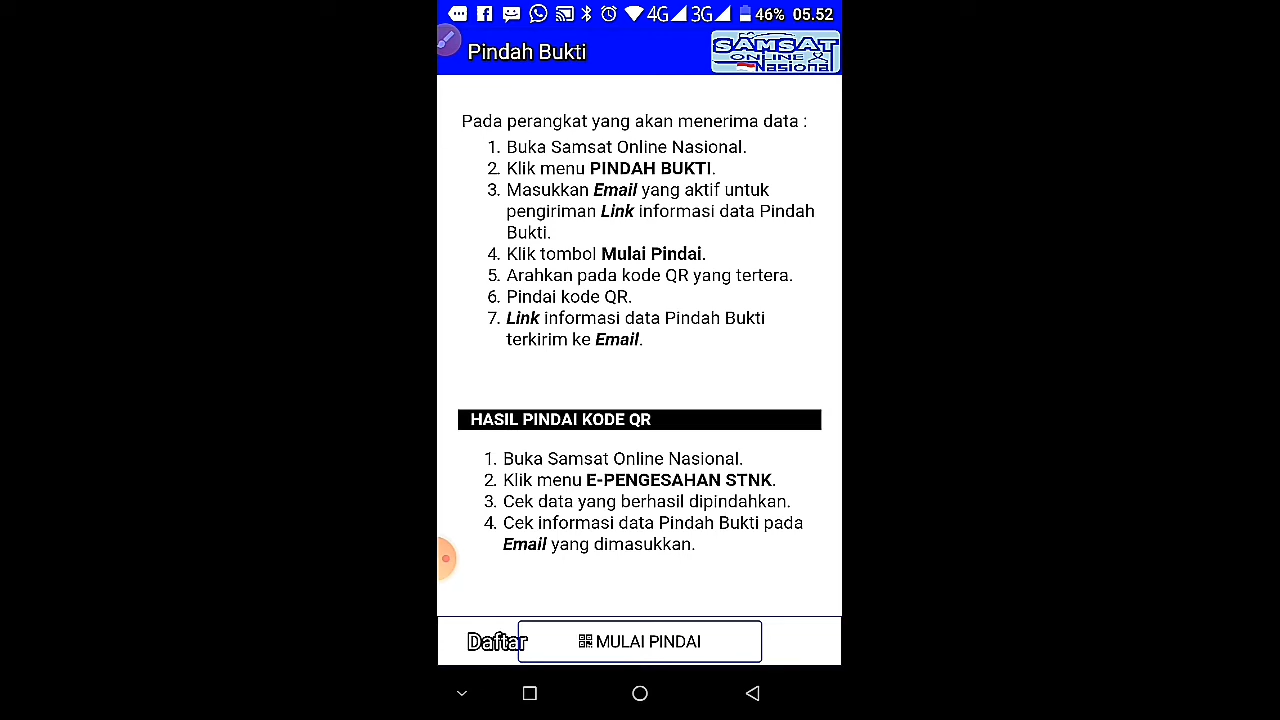 4G 3G 46% 05.52
Pindah Bukti
SAMSAT
ONLINE
Nasional
Pada perangkat yang akan menerima data :
1. Buka Samsat Online Nasional.
2. Klik menu PINDAH BUKTI.
3. Masukkan Email yang aktif untuk
pengiriman Link informasi data Pindah
Bukti.
4. Klik tombol Mulai Pindai.
5. Arahkan pada kode QR yang tertera.
6. Pindai kode QR.
7. Link informasi data Pindah Bukti
terkirim ke Email.
HASIL PINDAI KODE QR
1. Buka Samsat Online Nasional.
2. Klik menu E-PENGESAHAN STNK.
3. Cek data yang berhasil dipindahkan.
4. Cek informasi data Pindah Bukti pada
Email yang dimasukkan.
Daftar MULAI PINDAI